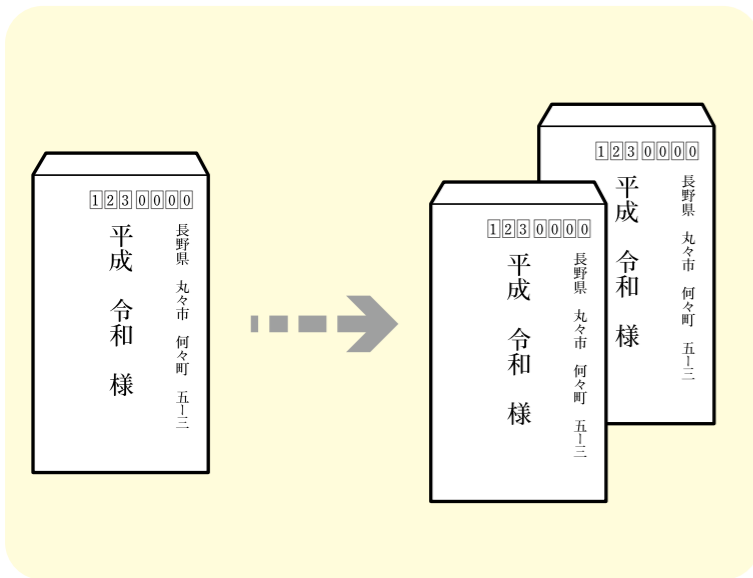 1230000
長野県 丸々市 何々町 五ー三
平成 令和 様
1230000
長野県 丸々市 何々町 五ー三
平成 令和 様
1230000
長野県 丸々市 何々町 五ー三
平成 令和 様